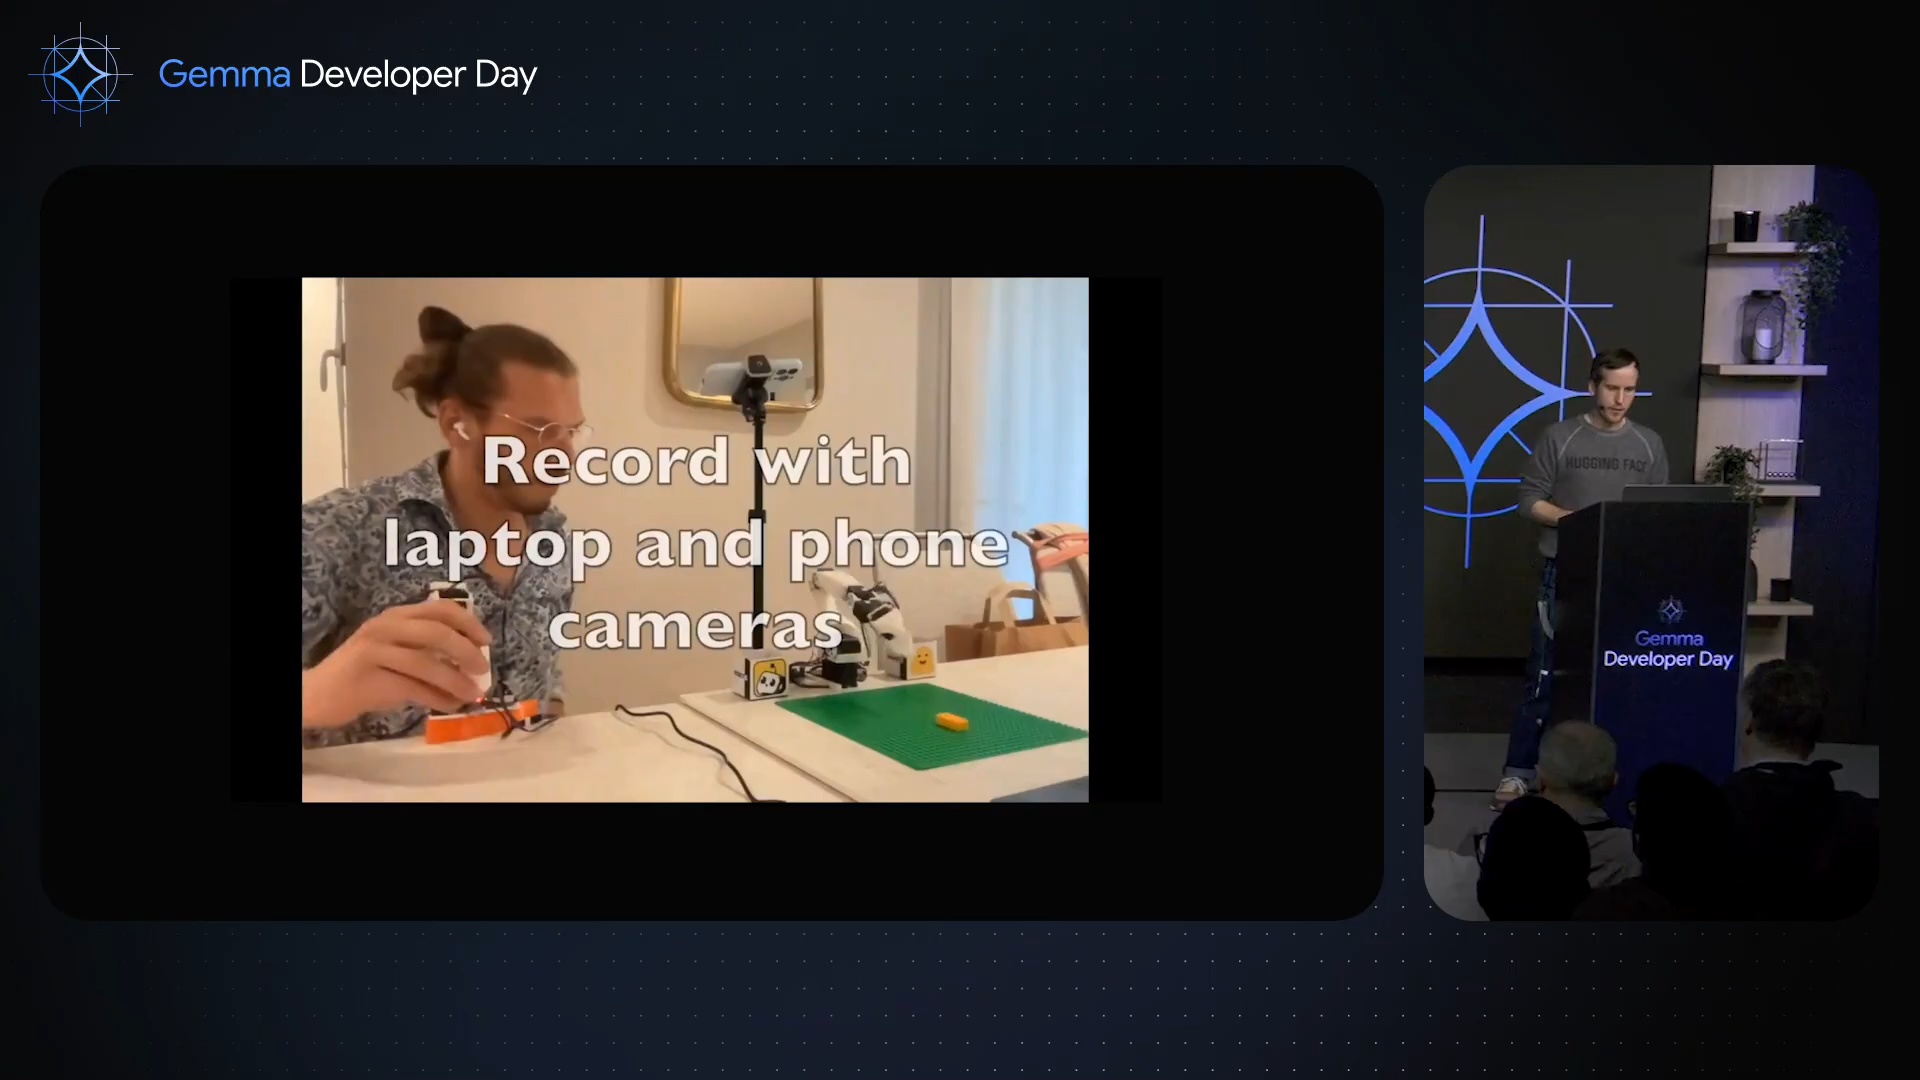 Gemma Developer Day
Record with
laptop and phone
cameras
HUGGING FACE
Gemma
Developer Day